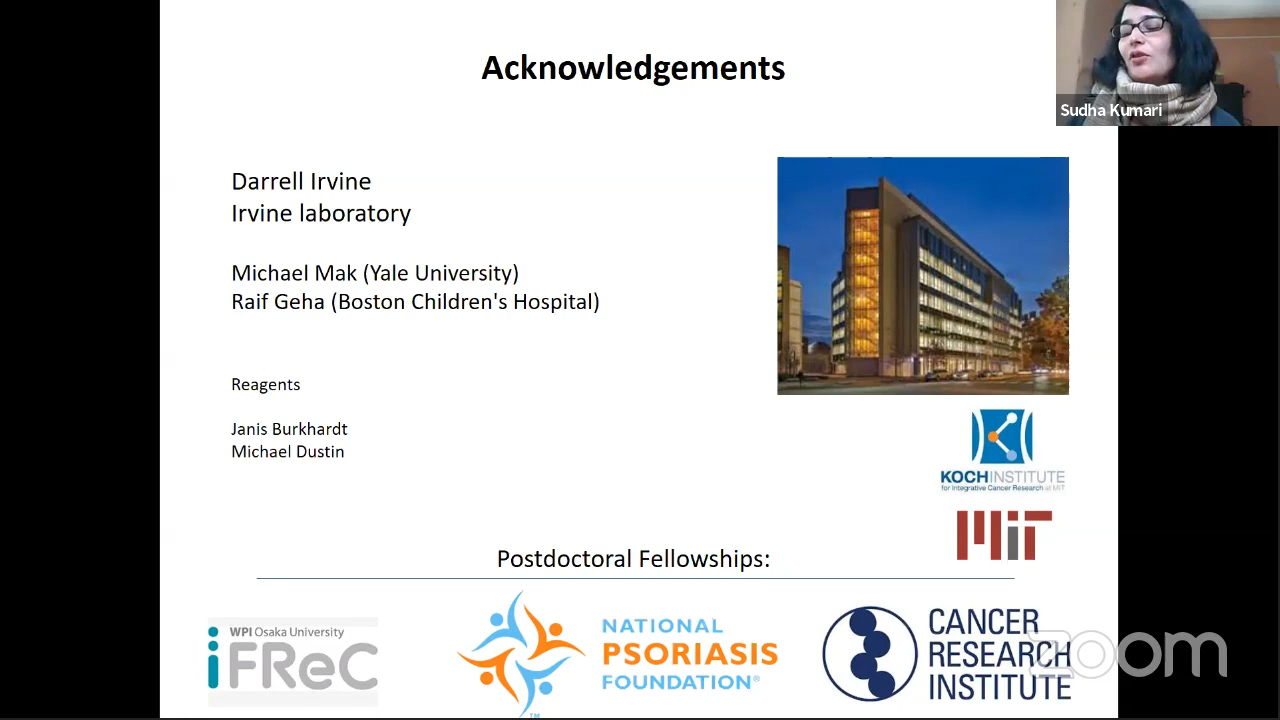 Acknowledgements
Sudha Kumari
Darrell Irvine
Irvine laboratory
Michael Mak (Yale University)
Raif Geha (Boston Children's Hospital)
Reagents
Janis Burkhardt
Michael Dustin
KOCH INSTITUTE
for Integrative Cancer Research at MIT
MIT
Postdoctoral Fellowships:
WPI Osaka University
iFReC
NATIONAL
PSORIASIS
FOUNDATION®
TM
CANCER
RESEARCH
INSTITUTE
zoom